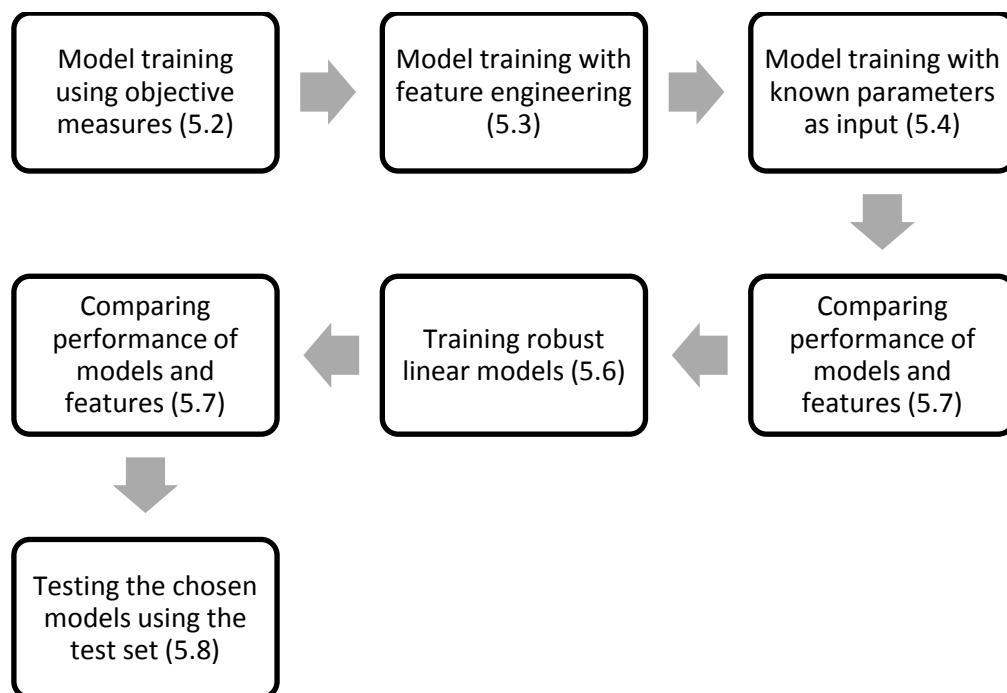 Model training
using objective
measures (5.2)
Model training with
feature engineering
(5.3)
Model training with
known parameters
as input (5.4)
Comparing
performance of
models and
features (5.7)
Training robust
linear models (5.6)
Comparing
performance of
models and
features (5.7)
Testing the chosen
models using the
test set (5.8)